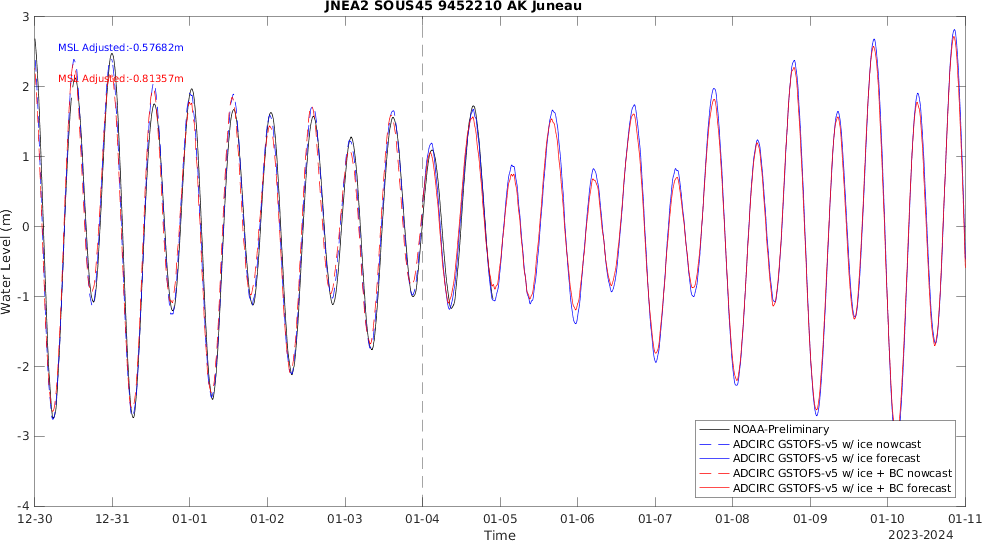 JNEA2 SOUS45 9452210 AK Juneau
MSL Adjusted:-0.57682m
MSL Adjusted:-0.81357m
3
2
1
0
-1
-2
-3
-4
Water Level (m)
NOAA-Preliminary
ADCIRC GSTOFS-v5 w/ ice nowcast
ADCIRC GSTOFS-v5 w/ ice forecast
ADCIRC GSTOFS-v5 w/ ice + BC nowcast
ADCIRC GSTOFS-v5 w/ ice + BC forecast
12-30 12-31 01-01 01-02 01-03 01-04 01-05 01-06 01-07 01-08 01-09 01-10 01-11
Time
2023-2024